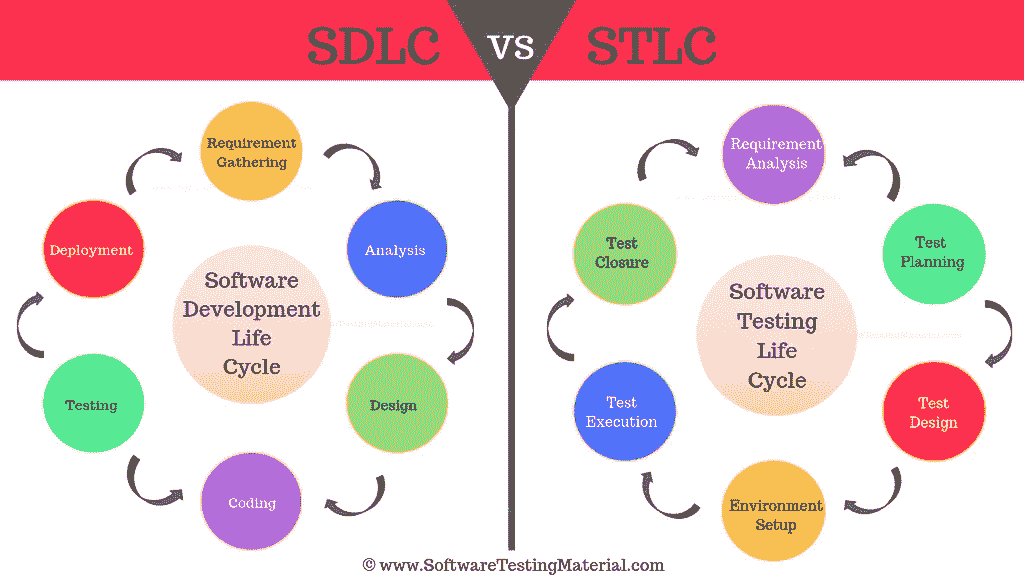 SDLC VS STLC
Requirement
Gathering
Analysis
Design
Coding
Testing
Deployment
Software
Development
Life
Cycle
Requirement
Analysis
Test
Planning
Test
Design
Environment
Setup
Test
Execution
Test
Closure
Software
Testing
Life
Cycle
© www.SoftwareTestingMaterial.com